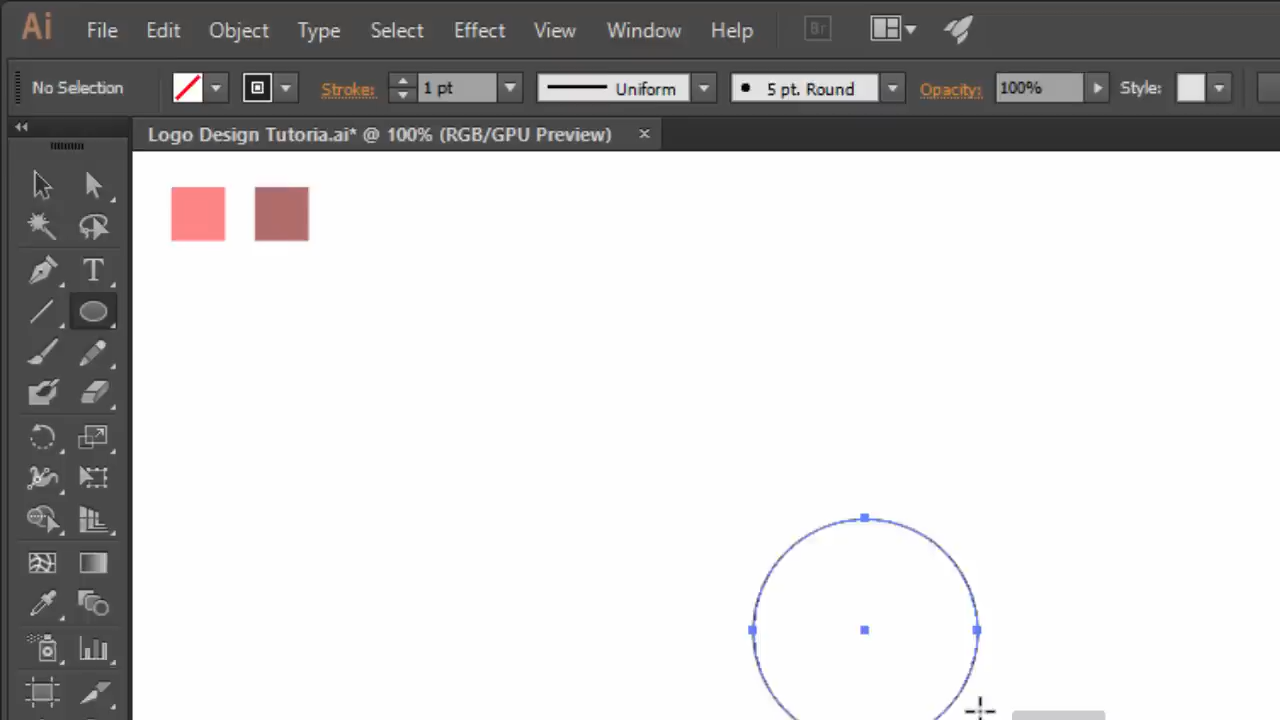 Ai File Edit Object Type Select Effect View Window Help Br
No Selection Stroke: 1 pt Uniform 5 pt. Round Opacity: 100% Style:
Logo Design Tutoria.ai* @ 100% (RGB/GPU Preview) ×
T